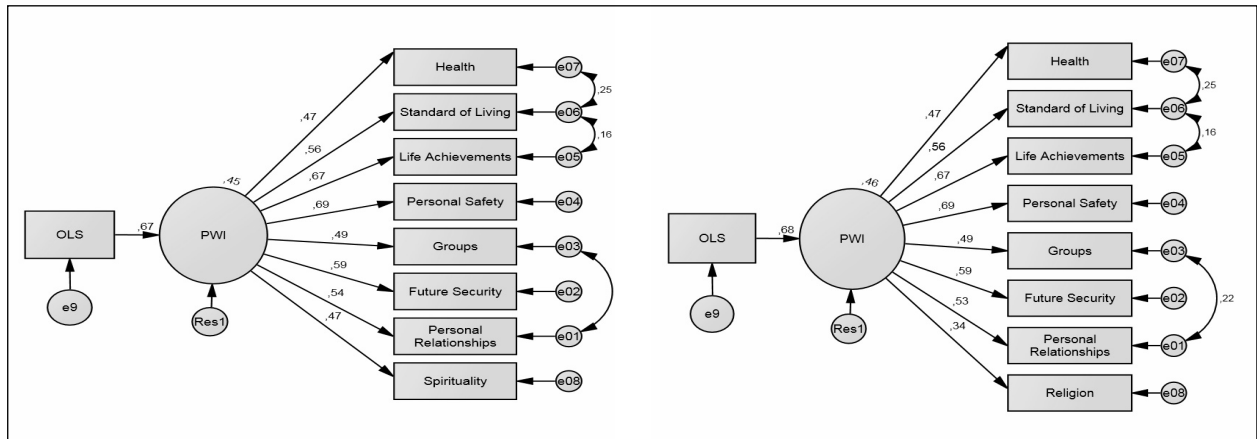 Health
e07
,25
Standard of Living
e06
,47
,16
,56
Life Achievements
e05
,67
,45
Personal Safety
e04
,69
OLS
,67
PWI
,49
Groups
e03
,59
Future Security
e02
e9
Res1
,54
Personal
Relationships
e01
,47
Spirituality
e08
Health
e07
,25
Standard of Living
e06
,47
,16
,56
Life Achievements
e05
,67
,46
Personal Safety
e04
,69
OLS
,68
PWI
,49
Groups
e03
,59
Future Security
e02
,22
e9
Res1
,53
Personal
Relationships
e01
,34
Religion
e08